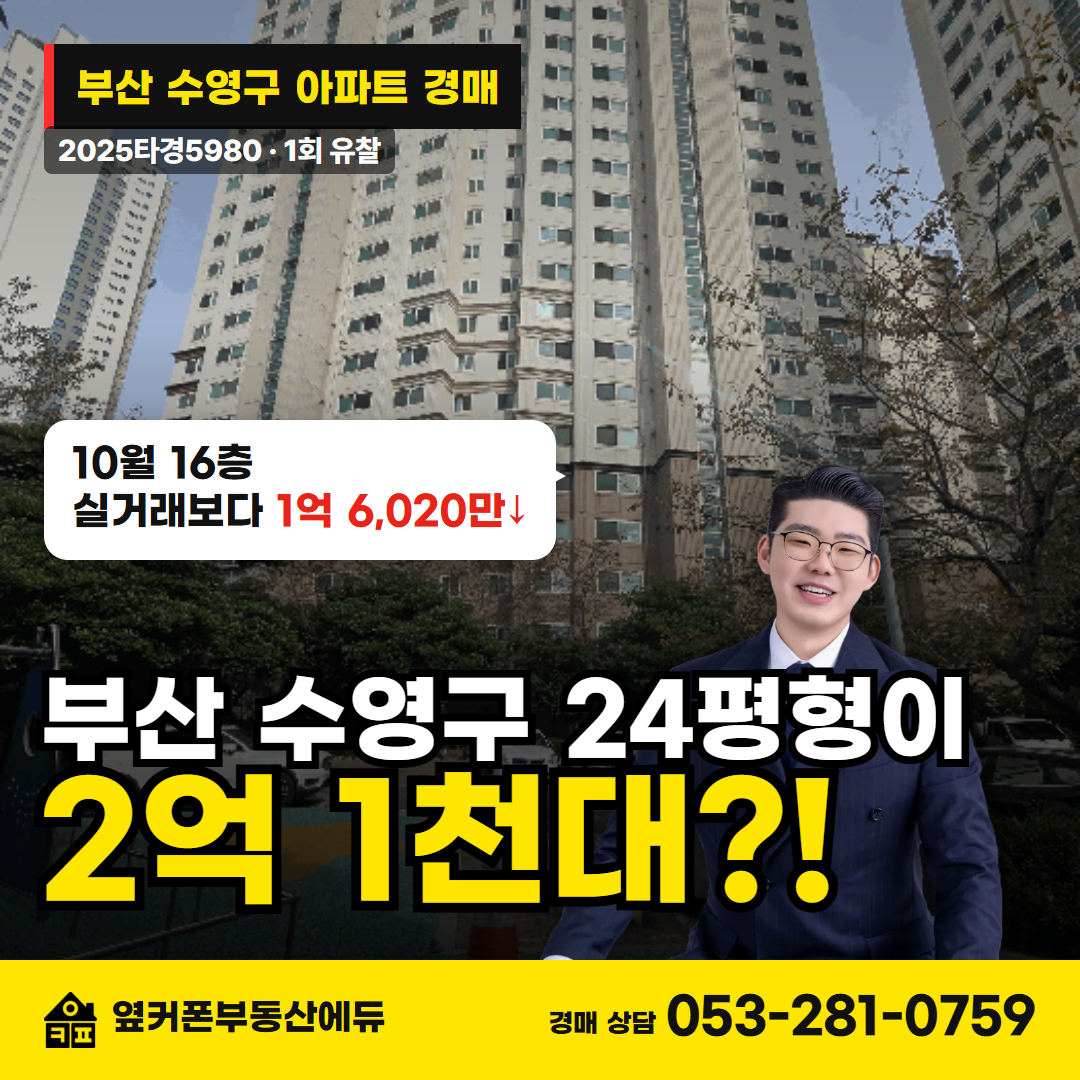 부산 수영구 아파트 경매
2025타경5980 · 1회 유찰
10월 16층
실거래보다 1억 6,020만↓
부산 수영구 24평형이
2억 1천대?!
옆커폰부동산에듀
경매 상담 053-281-0759